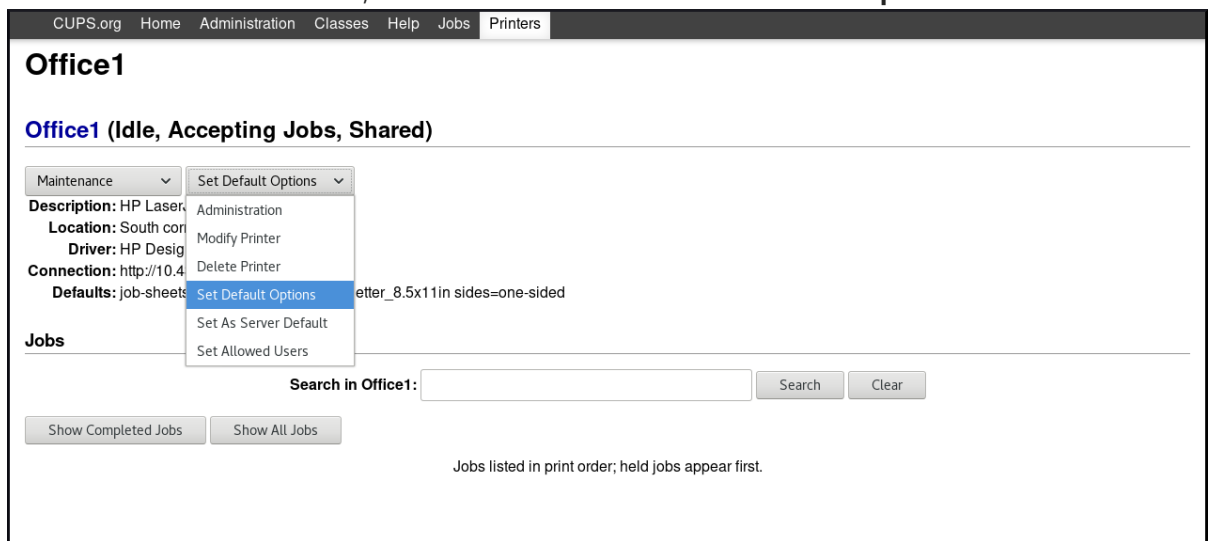 CUPS.org Home Administration Classes Help Jobs Printers
Office1
Office1 (Idle, Accepting Jobs, Shared)
Maintenance Set Default Options
Description: HP Laser
Administration
Location: South
Modify Printer
Driver: HP
Delete Printer
Connection: http://10.4
Defaults: job-sheets
Set Default Options
etter_8.5x11in sides=one-sided
Set As Server Default
Jobs
Set Allowed Users
Search in Office1: Search Clear
Show Completed Jobs Show All Jobs
Jobs listed in print order; held jobs appear first.